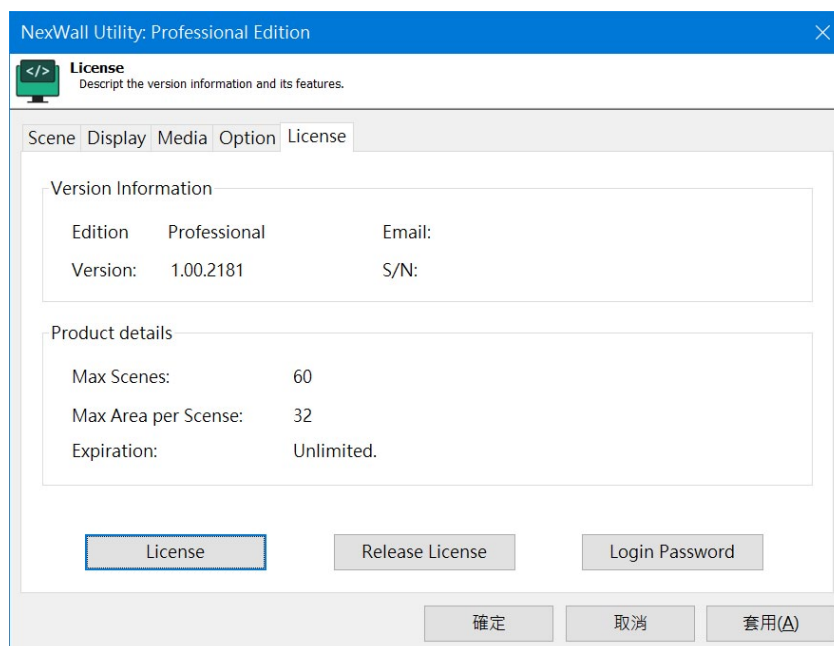 NexWall Utility: Professional Edition
</>
License
Descript the version information and its features.
Scene Display Media Option License
Version Information
Edition Professional Email:
Version: 1.00.2181 S/N:
Product details
Max Scenes: 60
Max Area per Scense: 32
Expiration: Unlimited.
License Release License Login Password
確定 取消 套用(A)